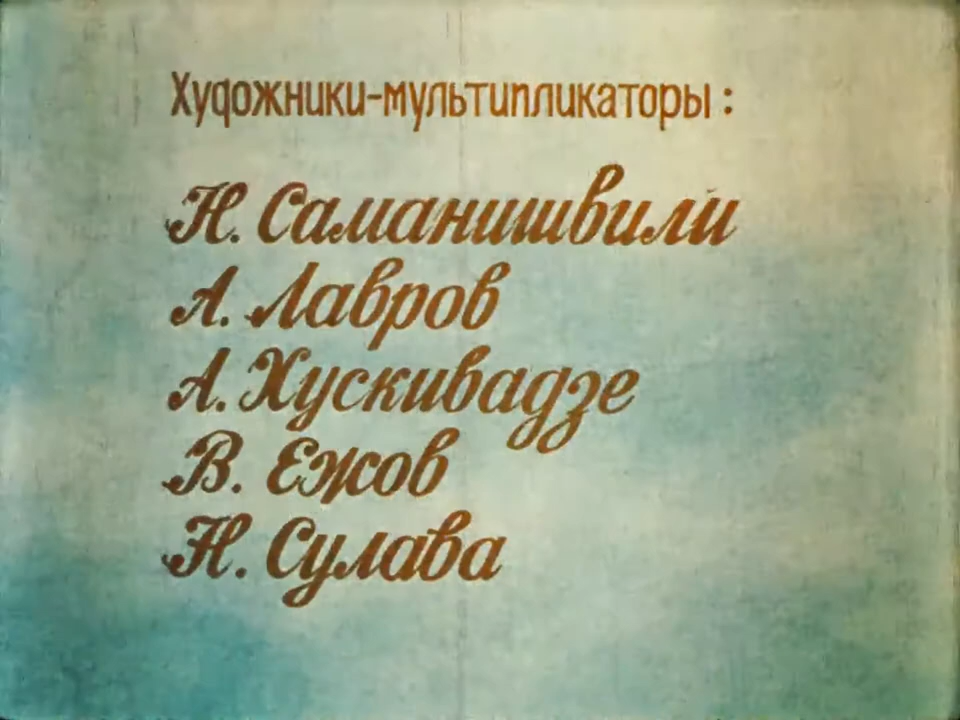 Художники-мультипликаторы:
Н. Саманишвили
А. Лавров
А. Хускивадзе
В. Ежов
Н. Сулава